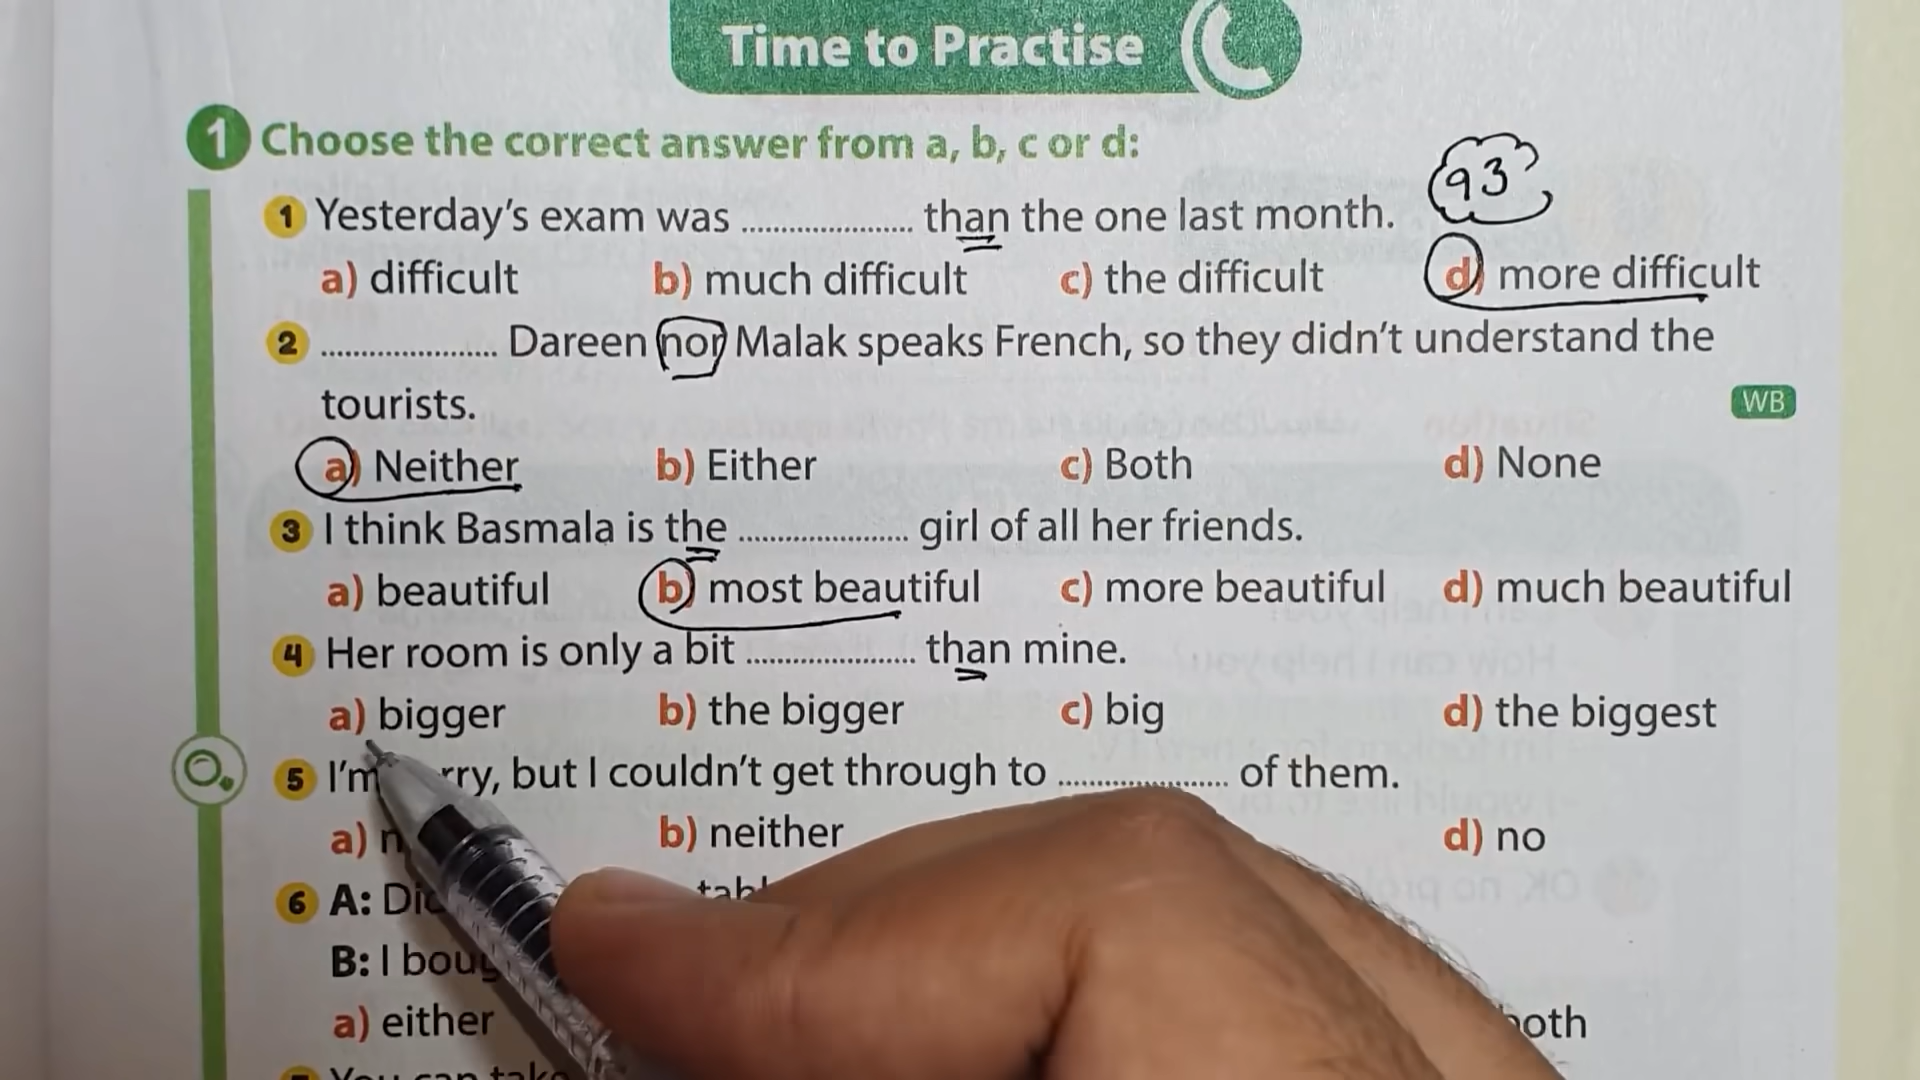 Time to Practise
1 Choose the correct answer from a, b, c or d:
93
1 Yesterday's exam was ..................... than the one last month.
a) difficult b) much difficult c) the difficult d) more difficult
2 ..................... Dareen nor Malak speaks French, so they didn't understand the
tourists. WB
a) Neither b) Either c) Both d) None
3 I think Basmala is the ..................... girl of all her friends.
a) beautiful b) most beautiful c) more beautiful d) much beautiful
4 Her room is only a bit ..................... than mine.
a) bigger b) the bigger c) big d) the biggest
5 I'm but I couldn't get through to ..................... of them.
a) b) neither d) no
6 A:
B: I
a) either
You can take